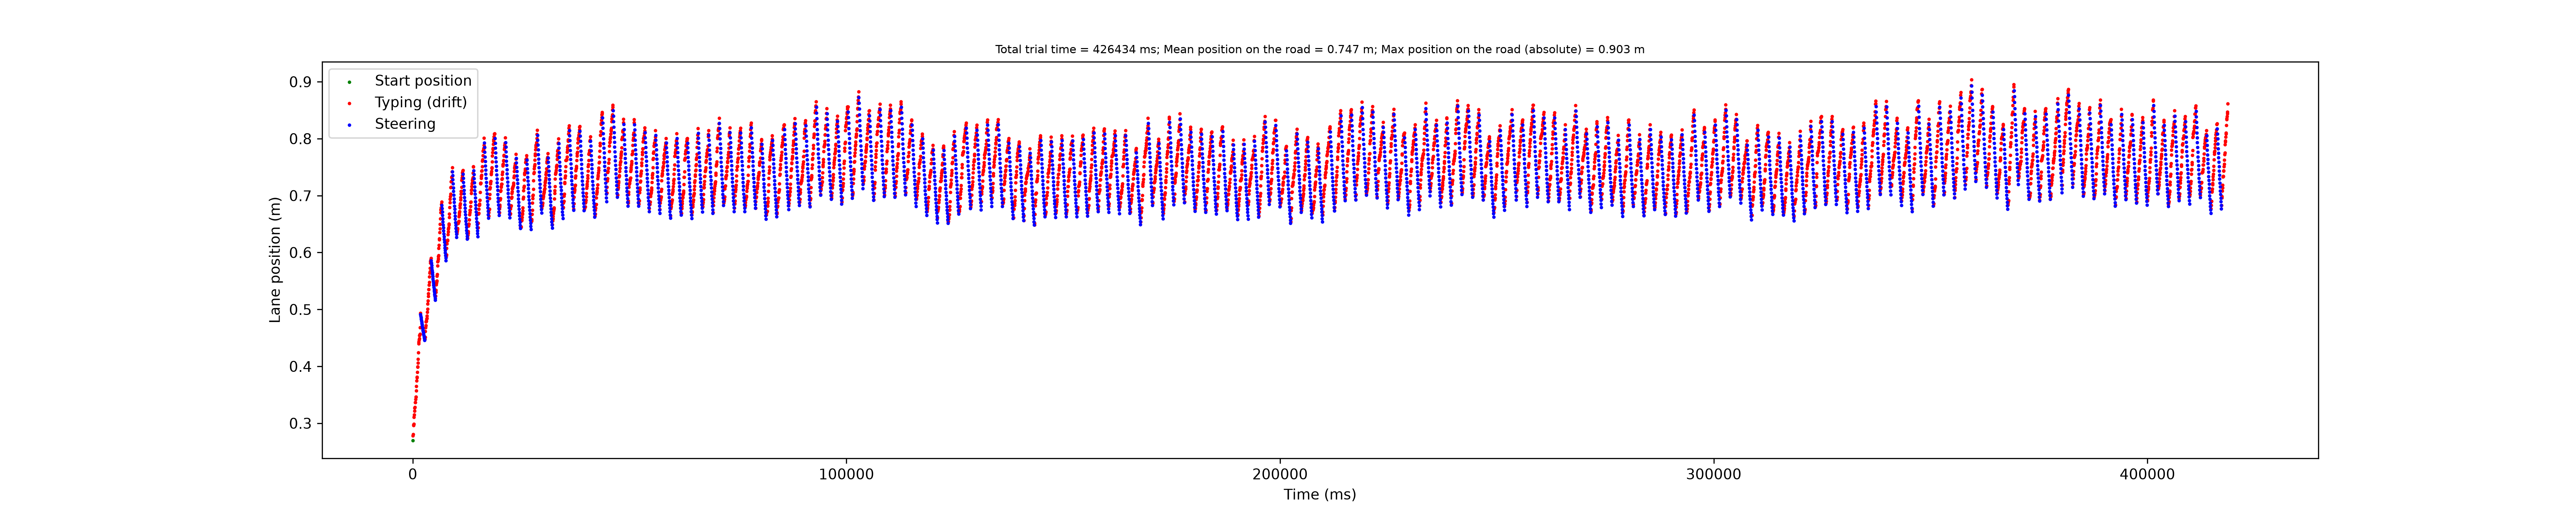 Total trial time = 426434 ms; Mean position on the road = 0.747 m; Max position on the road (absolute) = 0.903 m
Start position
Typing (drift)
Steering
Lane position (m)
0.9
0.8
0.7
0.6
0.5
0.4
0.3
0 100000 200000 300000 400000
Time (ms)